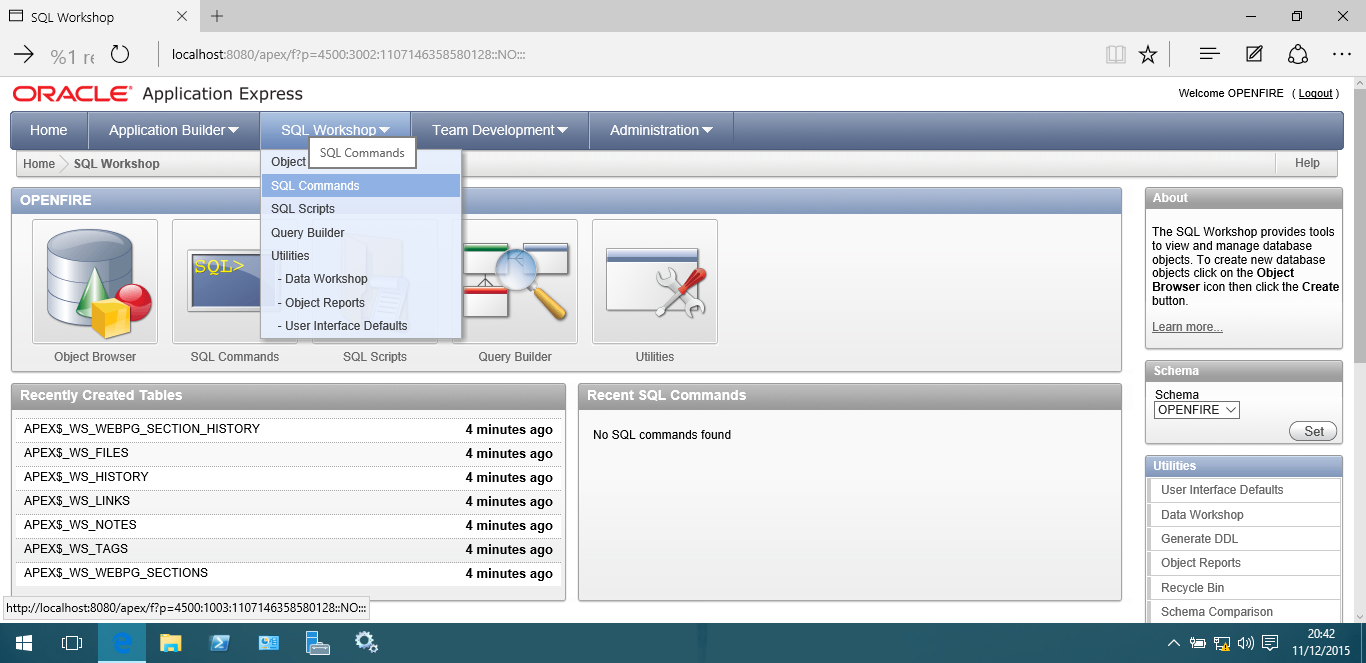 SQL Workshop
%1 re
localhost:8080/apex/f?p=4500:3002:1107146358580128::NO:::
ORACLE Application Express
Welcome OPENFIRE ( Logout )
Home Application Builder SQL Workshop Team Development Administration
SQL Commands
Home SQL Workshop
Help
Object
SQL Commands
SQL Scripts
Query Builder
Utilities
- Data Workshop
- Object Reports
- User Interface Defaults
OPENFIRE
SQL>
Object Browser SQL Commands SQL Scripts Query Builder Utilities
Recently Created Tables
APEX$_WS_WEBPG_SECTION_HISTORY 4 minutes ago
APEX$_WS_FILES 4 minutes ago
APEX$_WS_HISTORY 4 minutes ago
APEX$_WS_LINKS 4 minutes ago
APEX$_WS_NOTES 4 minutes ago
APEX$_WS_TAGS 4 minutes ago
APEX$_WS_WEBPG_SECTIONS 4 minutes ago
Recent SQL Commands
No SQL commands found
About
The SQL Workshop provides tools
to view and manage database
objects. To create new database
objects click on the Object
Browser icon then click the Create
button.
Learn more...
Schema
Schema
OPENFIRE
Set
Utilities
User Interface Defaults
Data Workshop
Generate DDL
Object Reports
Recycle Bin
Schema Comparison
http://localhost:8080/apex/f?p=4500:1003:1107146358580128::NO:::
20:42
11/12/2015